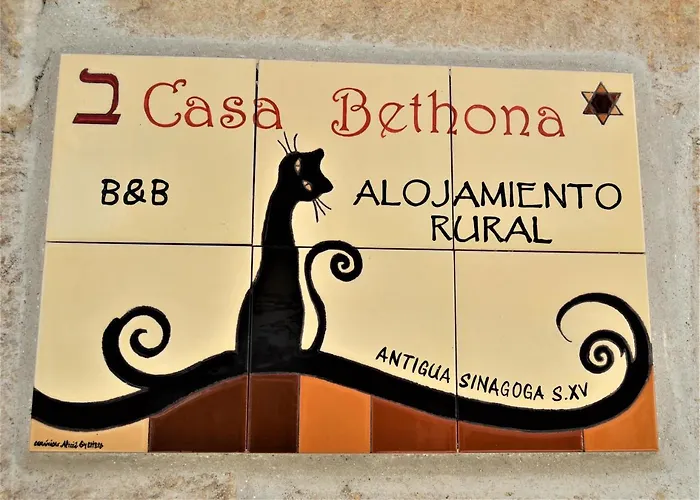 ב Casa Bethona
B&B
ALOJAMIENTO
RURAL
ANTIGUA SINAGOGA S.XV